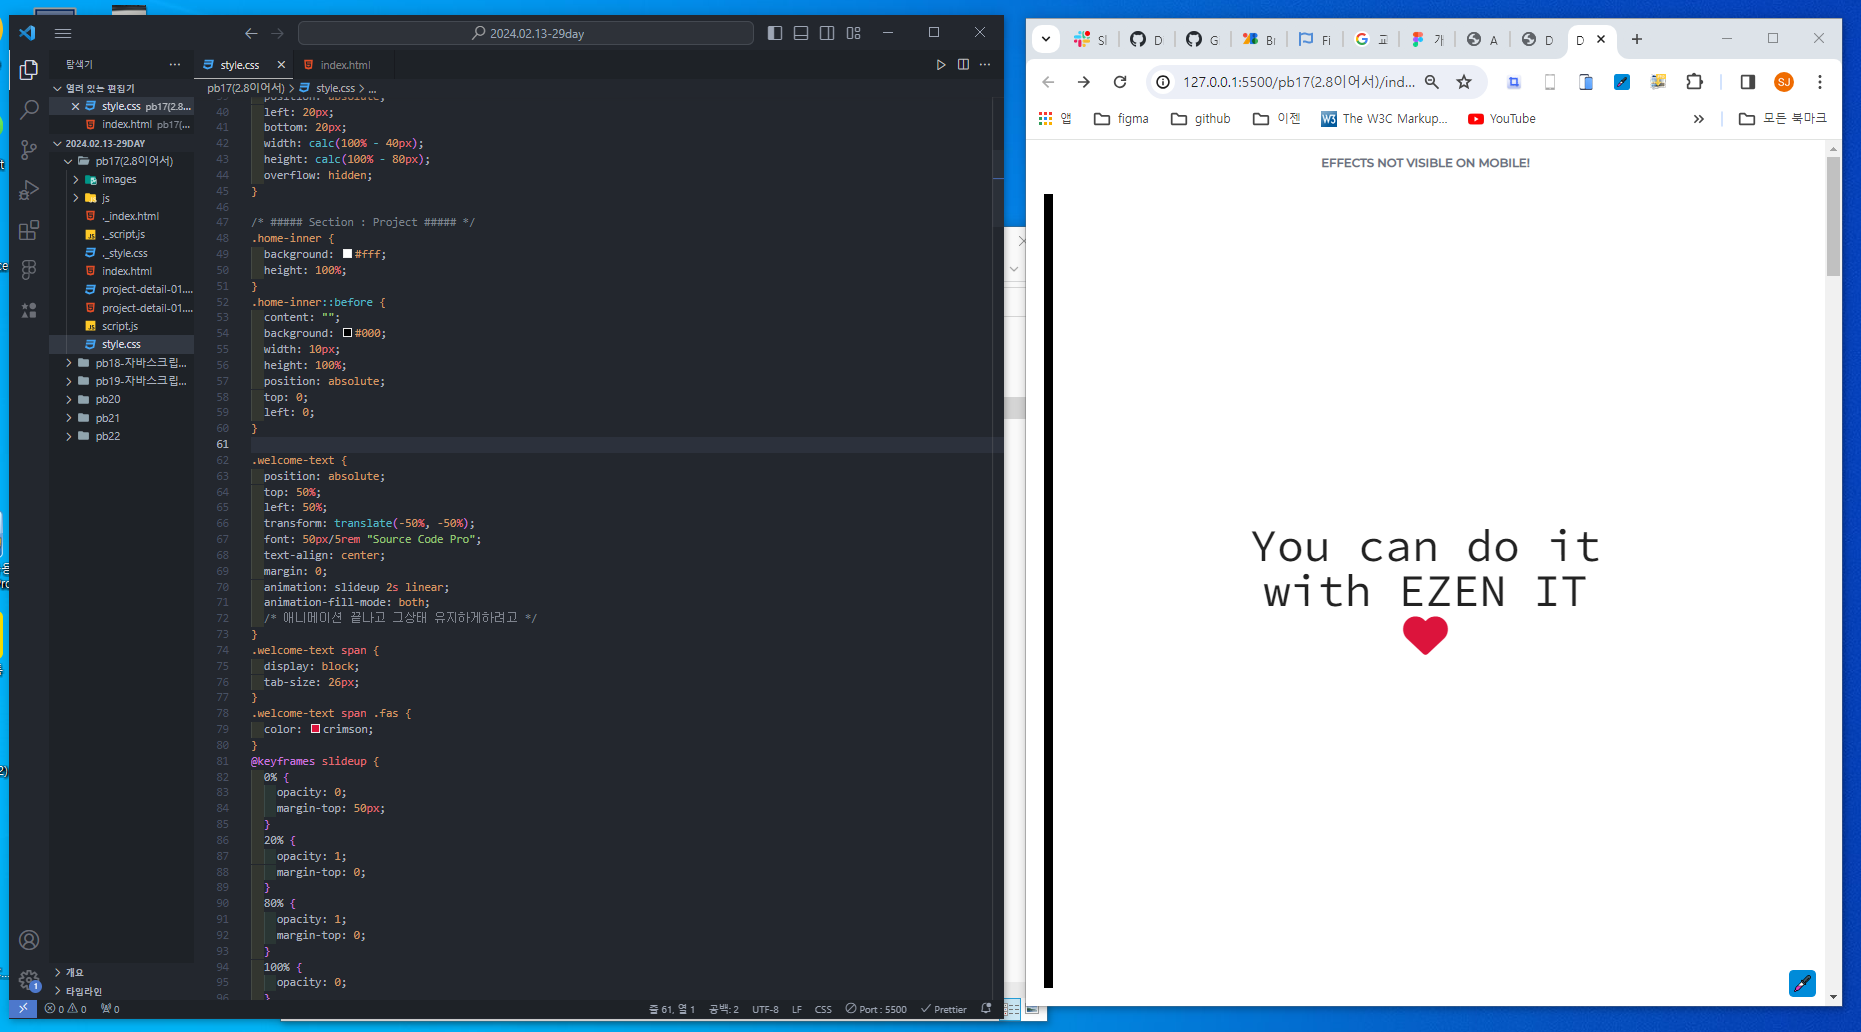 2024.02.13-29day
탐색기
style.css
index.html
열려 있는 편집기
style.css pb17(2.8...
index.html pb17(...
2024.02.13-29DAY
pb17(2.8이어서)
images
js
._index.html
._script.js
._style.css
index.html
project-detail-01....
project-detail-01....
script.js
style.css
pb18-자바스크립...
pb19-자바스크립...
pb20
pb21
pb22
개요
타임라인
pb17(2.8이어서) > style.css > ...
39 position: absolute;
40 left: 20px;
41 bottom: 20px;
42 width: calc(100% - 40px);
43 height: calc(100% - 80px);
44 overflow: hidden;
45 }
46
47 /* ##### Section : Project ##### */
48 .home-inner {
49 background: #fff;
50 height: 100%;
51 }
52 .home-inner::before {
53 content: "";
54 background: #000;
55 width: 10px;
56 height: 100%;
57 position: absolute;
58 top: 0;
59 left: 0;
60 }
61
62 .welcome-text {
63 position: absolute;
64 top: 50%;
65 left: 50%;
66 transform: translate(-50%, -50%);
67 font: 50px/5rem "Source Code Pro";
68 text-align: center;
69 margin: 0;
70 animation: slideup 2s linear;
71 animation-fill-mode: both;
72 /* 애니메이션 끝나고 그상태 유지하게하려고 */
73 }
74 .welcome-text span {
75 display: block;
76 tab-size: 26px;
77 }
78 .welcome-text span .fas {
79 color: crimson;
80 }
81 @keyframes slideup {
82 0% {
83 opacity: 0;
84 margin-top: 50px;
85 }
86 20% {
87 opacity: 1;
88 margin-top: 0;
89 }
90 80% {
91 opacity: 1;
92 margin-top: 0;
93 }
94 100% {
95 opacity: 0;
96 }
1
0 0 0
줄 61, 열 1 공백: 2 UTF-8 LF CSS Port : 5500 Prettier
Sl D G Bı Fi 교 가 A D D
127.0.0.1:5500/pb17(2.8이어서)/ind...
SJ
앱 figma github 이젠 The W3C Markup... YouTube » 모든 북마크
EFFECTS NOT VISIBLE ON MOBILE!
You can do it
with EZEN IT